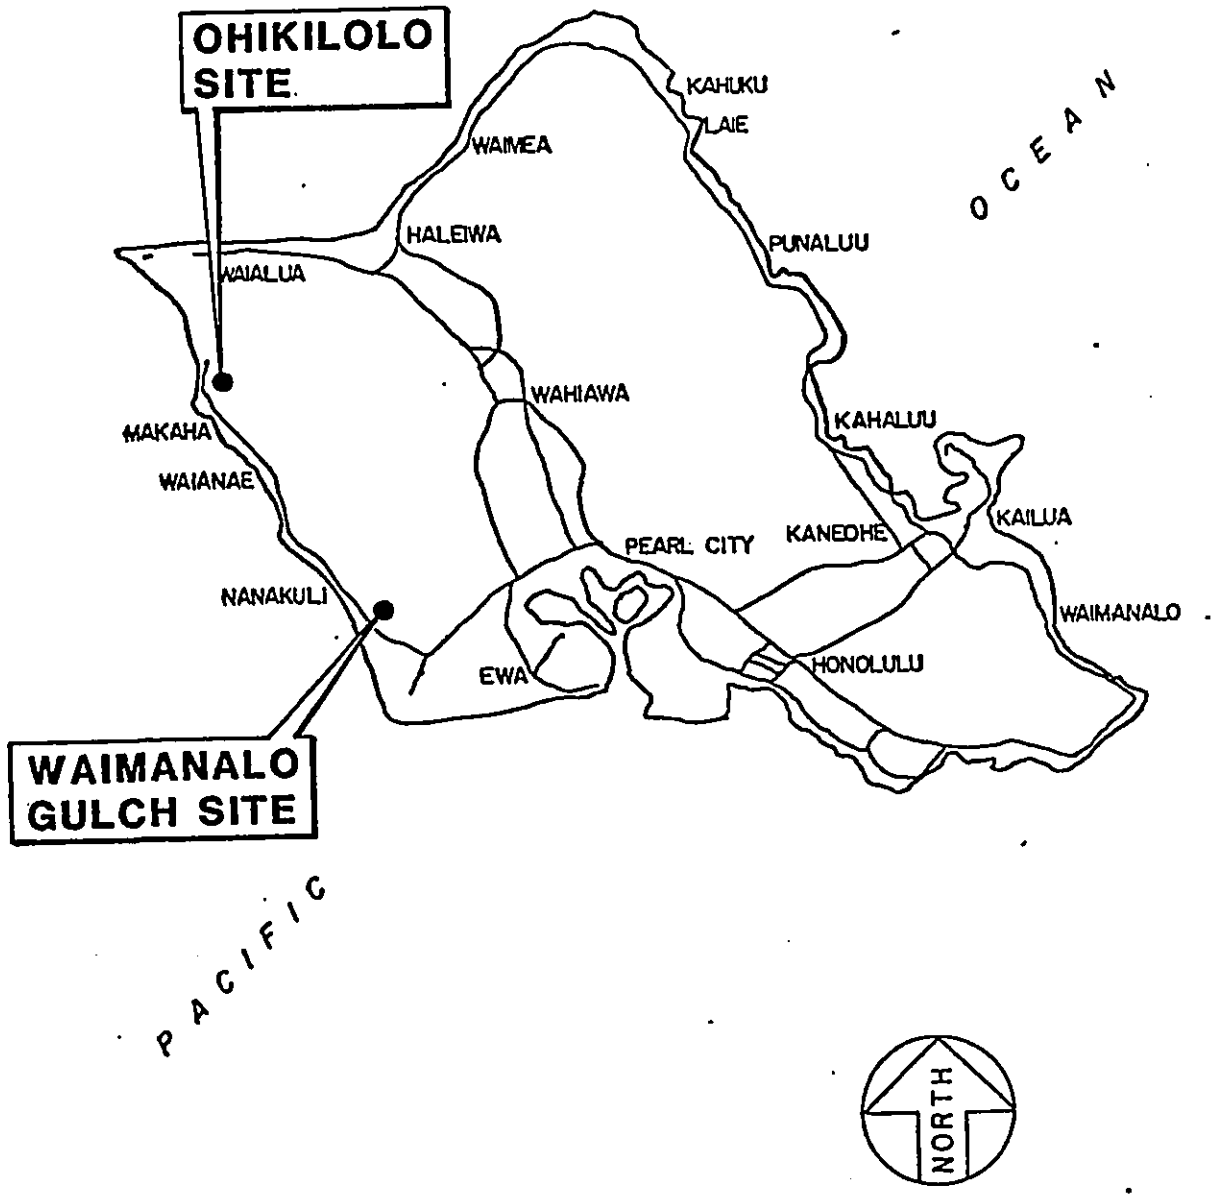 OHIKILOLO
SITE
KAHUKU
LAIE
WAIMEA
OCEAN
HALEIWA
PUNALUU
WAIALUA
WAHIAWA
MAKAHA
KAHALUU
WAIANAE
KAILUA
KANEOHE
PEARL CITY
NANAKULI
WAIMANALO
HONOLULU
EWA
WAIMANALO
GULCH SITE
PACIFIC
NORTH